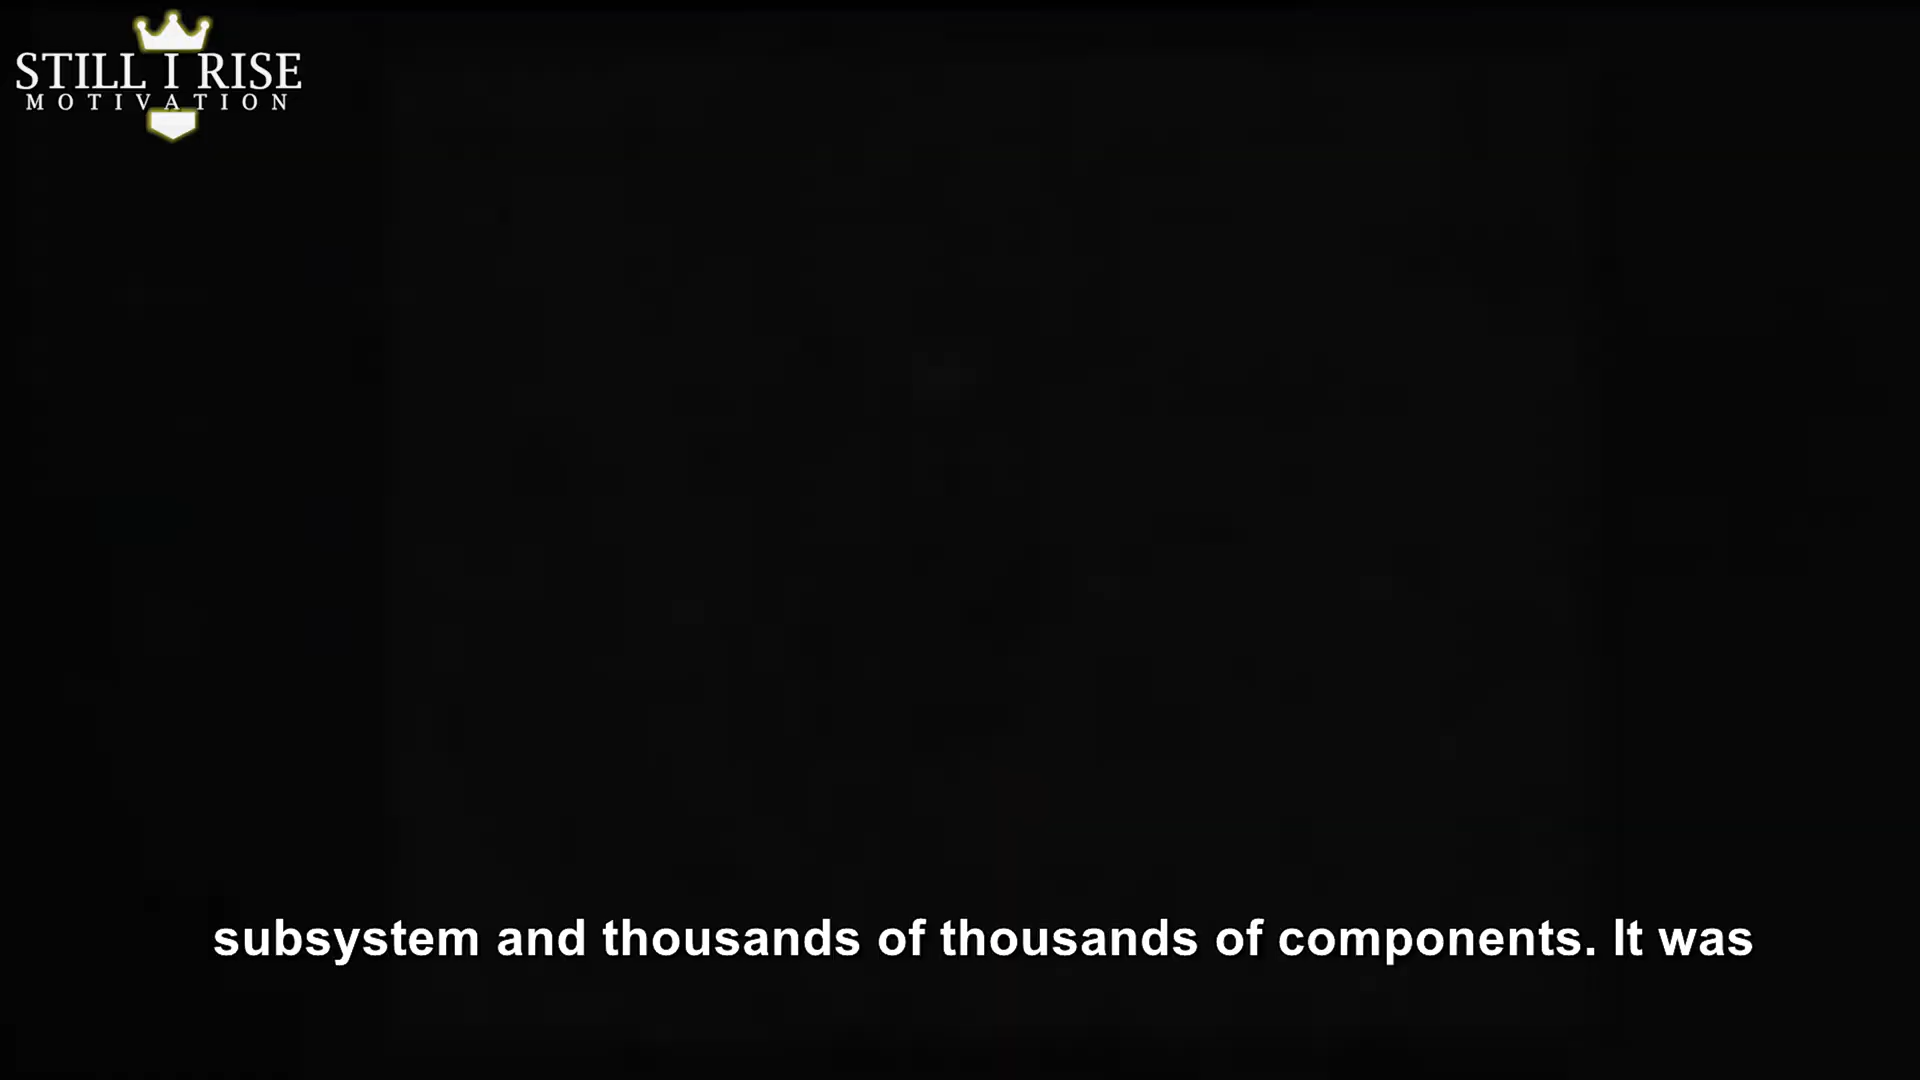 STILL I RISE
MOTIVATION
subsystem and thousands of thousands of components. It was